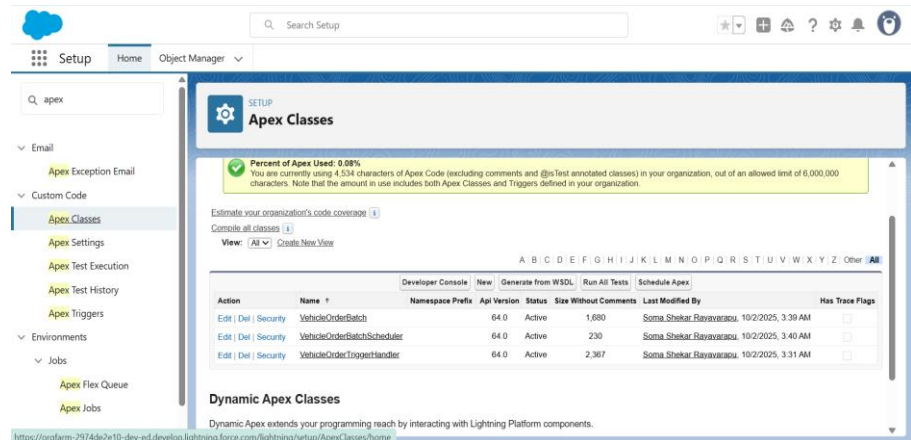 Search Setup
Setup
Home
Object Manager
apex
Email
Apex Exception Email
Custom Code
Apex Classes
Apex Settings
Apex Test Execution
Apex Test History
Apex Triggers
Environments
Jobs
Apex Flex Queue
Apex Jobs
SETUP
Apex Classes
Percent of Apex Used: 0.08%
You are currently using 4,534 characters of Apex Code (excluding comments and @isTest annotated classes) in your organization, out of an allowed limit of 6,000,000
characters. Note that the amount in use includes both Apex Classes and Triggers defined in your organization.
Estimate your organization's code coverage i
Compile all classes i
View: All Create New View
A | B | C | D | E | F | G | H | I | J | K | L | M | N | O | P | Q | R | S | T | U | V | W | X | Y | Z | Other | All
Developer Console New Generate from WSDL Run All Tests Schedule Apex
Action Name ↑ Namespace Prefix Api Version Status Size Without Comments Last Modified By Has Trace Flags
Edit | Del | Security VehicleOrderBatch 64.0 Active 1,680 Soma Shekar Rayavarapu, 10/2/2025, 3:39 AM
Edit | Del | Security VehicleOrderBatchScheduler 64.0 Active 230 Soma Shekar Rayavarapu, 10/2/2025, 3:40 AM
Edit | Del | Security VehicleOrderTriggerHandler 64.0 Active 2,367 Soma Shekar Rayavarapu, 10/2/2025, 3:31 AM
Dynamic Apex Classes
Dynamic Apex extends your programming reach by interacting with Lightning Platform components.
https://orgfarm-2974de2e10-dev-ed.develop.lightning.force.com/lightning/setup/ApexClasses/home